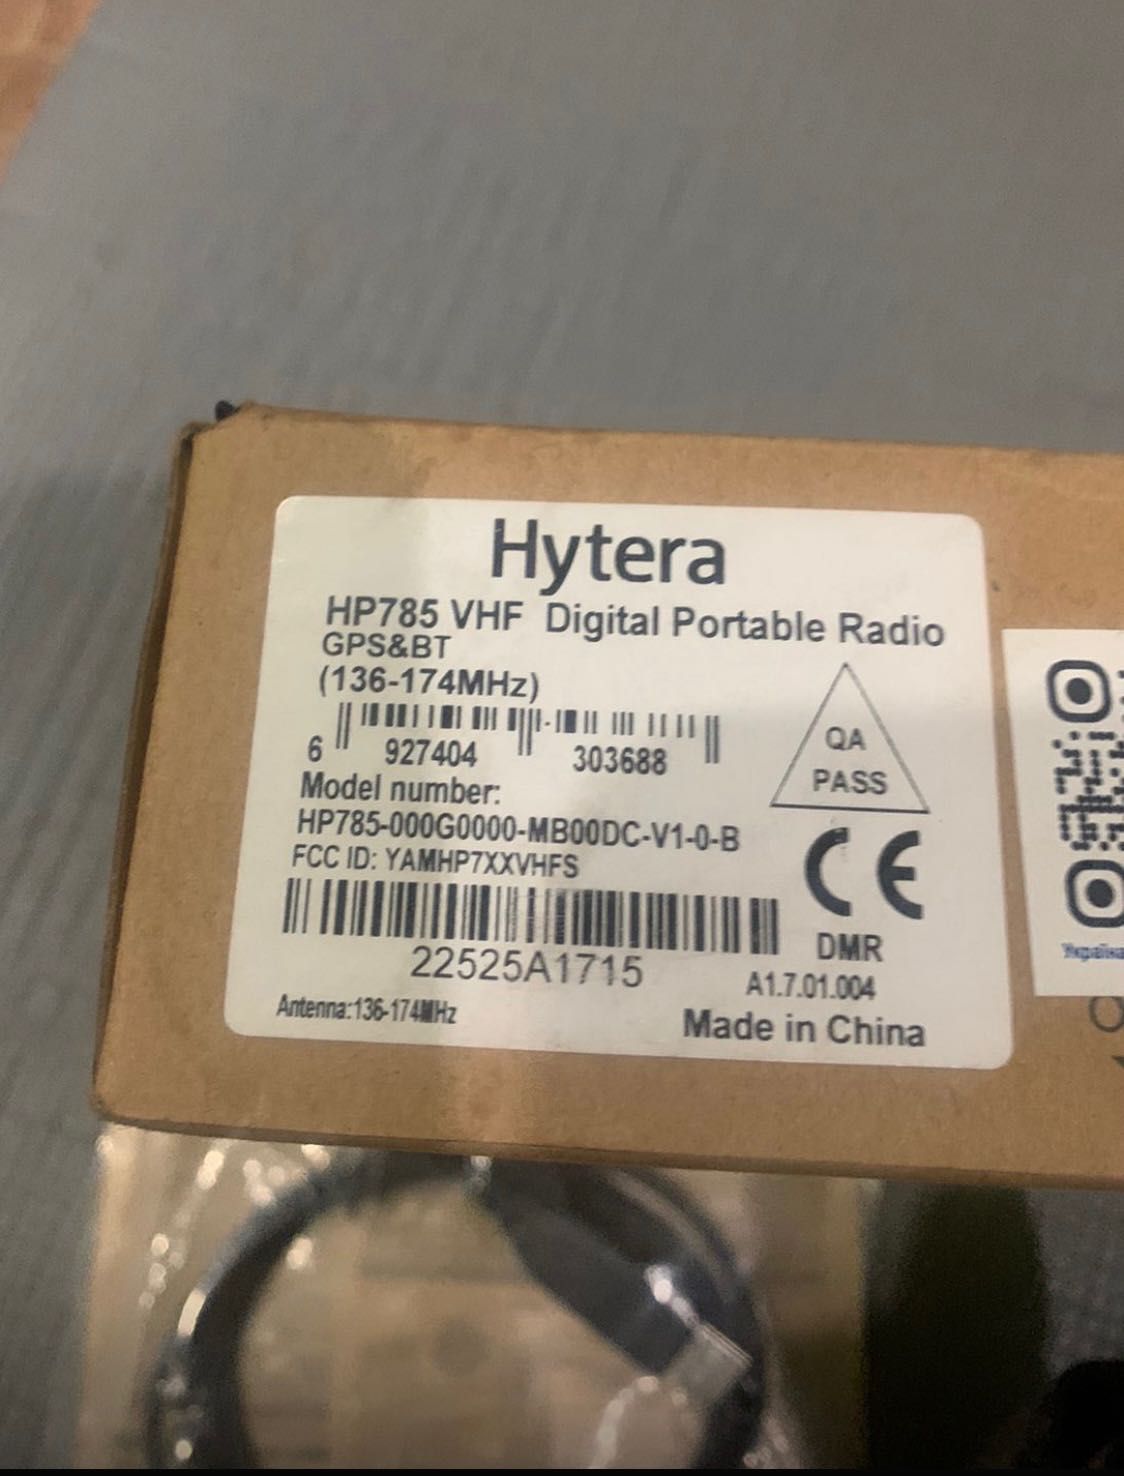 Hytera
HP785 VHF Digital Portable Radio
GPS&BT
(136-174MHz)
6 927404 303688
QA
PASS
Model number:
HP785-000G0000-MB00DC-V1-0-B
FCC ID: YAMHP7XXVHFS
CE
22525A1715
DMR
A1.7.01.004
Antenna:136-174MHz
Made in China